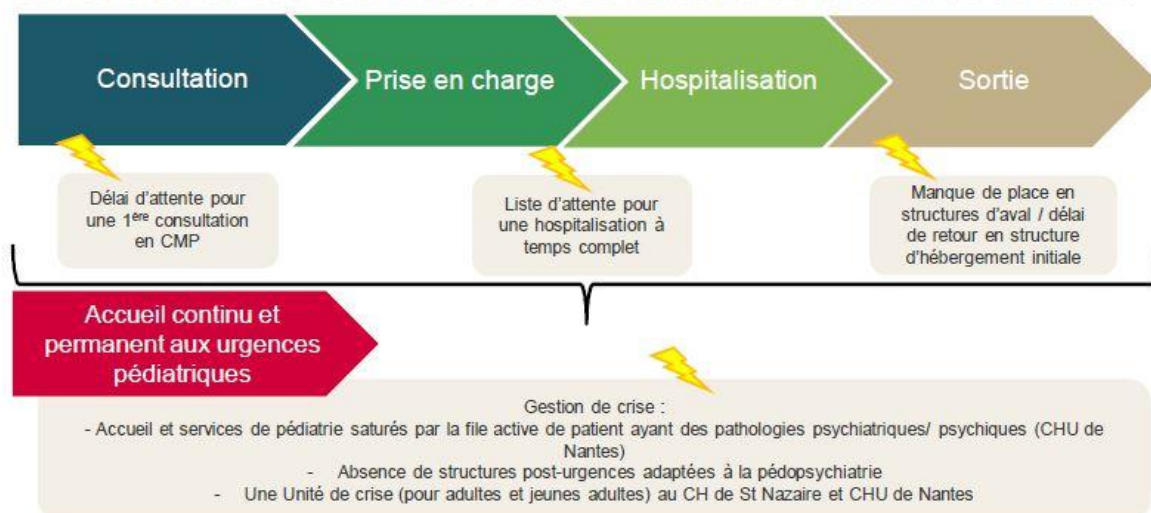 Consultation
Prise en charge
Hospitalisation
Sortie
Délai d'attente pour
une 1ère consultation
en CMP
Liste d'attente pour
une hospitalisation à
temps complet
Manque de place en
structures d'aval / délai
de retour en structure
d'hébergement initiale
Accueil continu et
permanent aux urgences
pédiatriques
Gestion de crise :
- Accueil et services de pédiatrie saturés par la file active de patient ayant des pathologies psychiatriques/ psychiques (CHU de
Nantes)
- Absence de structures post-urgences adaptées à la pédopsychiatrie
- Une Unité de crise (pour adultes et jeunes adultes) au CH de St Nazaire et CHU de Nantes